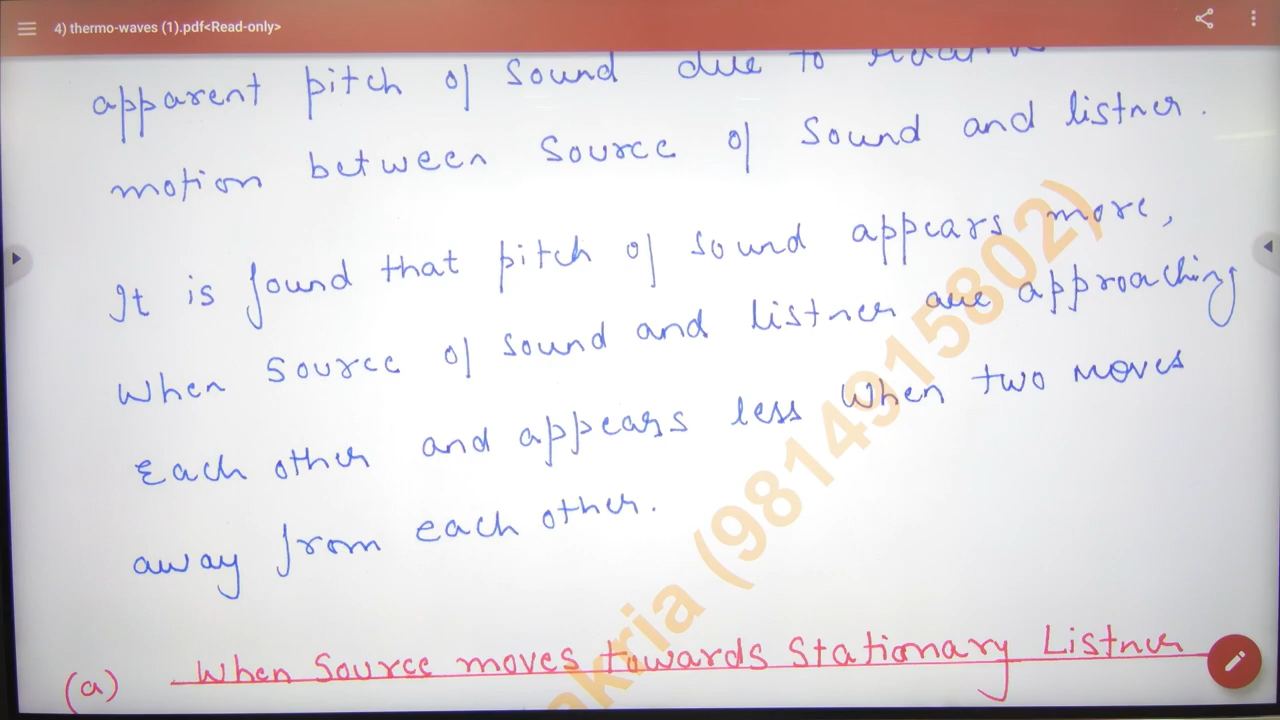 4) thermo-waves (1).pdf<Read-only>
apparent pitch of sound due to
motion between source of sound and listner.
It is found that pitch of sound appears more,
when source of sound and listner are approaching
Each other and appears less when two moves
away from each other.
(a) When Source moves towards Stationary Listner
akria (9814915802)